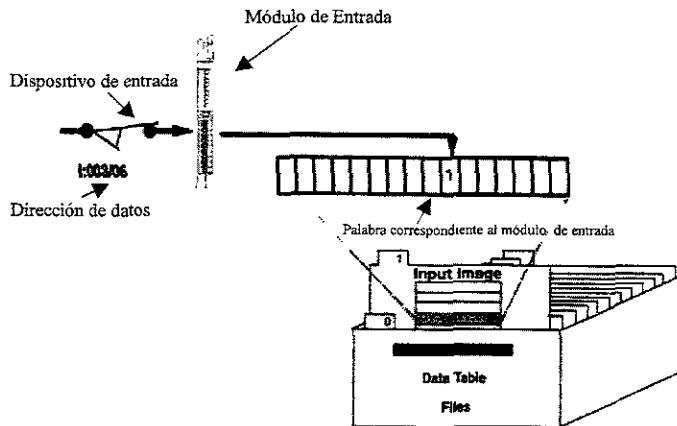 Módulo de Entrada
Dispositivo de entrada
I:003/06
Dirección de datos
1
Palabra correspondiente al módulo de entrada
1
Input Image
0
Data Table
Files